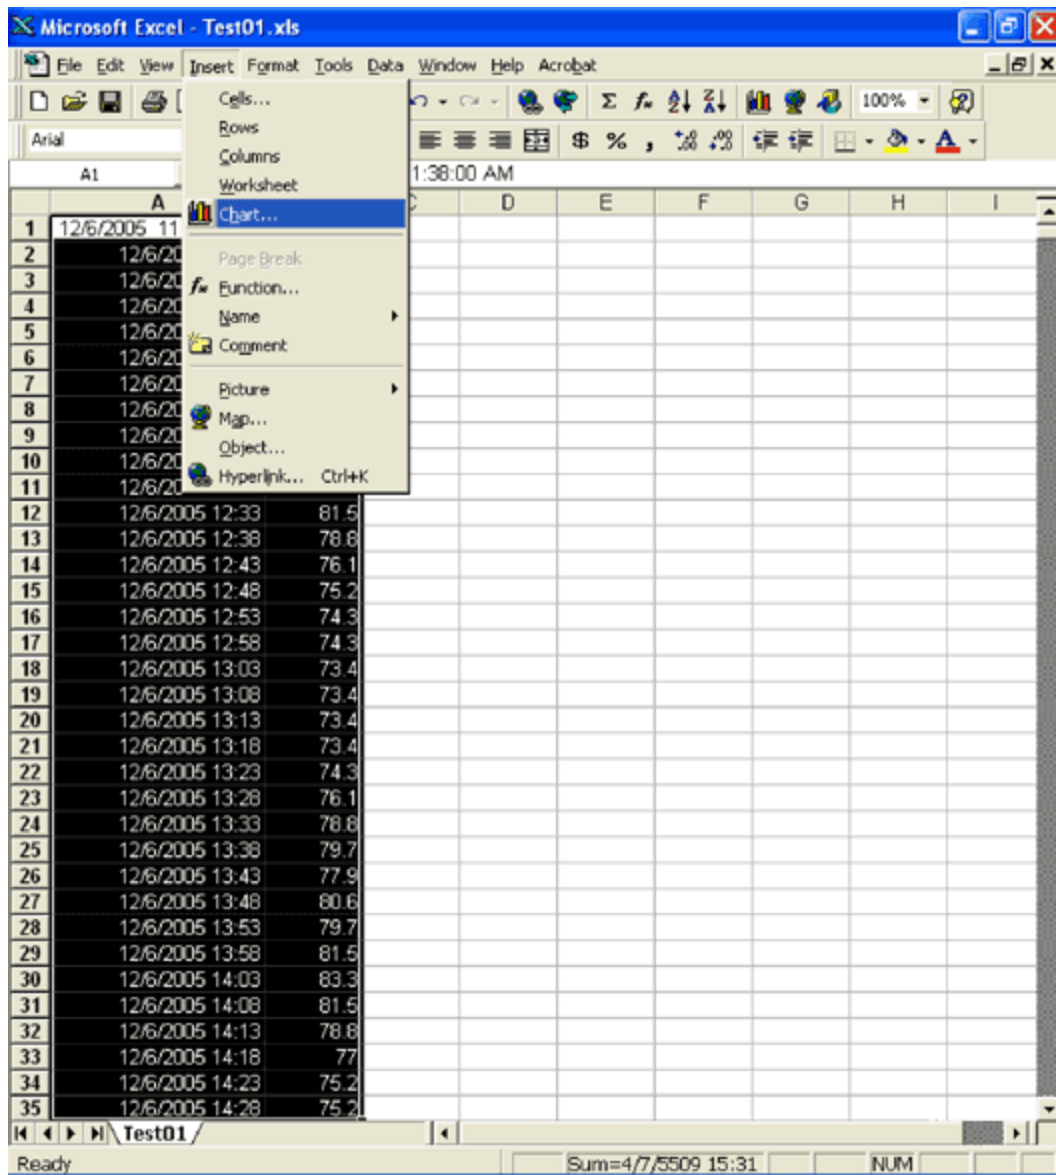 Microsoft Excel - Test01.xls
File Edit View Insert Format Tools Data Window Help Acrobat
100%
Arial
$ % ,
A1
1:38:00 AM
Cells...
Rows
Columns
Worksheet
Chart...
Page Break
Function...
Name
Comment
Picture
Map...
Object...
Hyperlink... Ctrl+K
A D E F G H I
1 12/6/2005 11
2 12/6/20
3 12/6/20
4 12/6/20
5 12/6/20
6 12/6/20
7 12/6/20
8 12/6/20
9 12/6/20
10 12/6/20
11 12/6/20
12 12/6/2005 12:33 81.5
13 12/6/2005 12:38 78.8
14 12/6/2005 12:43 76.1
15 12/6/2005 12:48 75.2
16 12/6/2005 12:53 74.3
17 12/6/2005 12:58 74.3
18 12/6/2005 13:03 73.4
19 12/6/2005 13:08 73.4
20 12/6/2005 13:13 73.4
21 12/6/2005 13:18 73.4
22 12/6/2005 13:23 74.3
23 12/6/2005 13:28 76.1
24 12/6/2005 13:33 78.8
25 12/6/2005 13:38 79.7
26 12/6/2005 13:43 77.9
27 12/6/2005 13:48 80.6
28 12/6/2005 13:53 79.7
29 12/6/2005 13:58 81.5
30 12/6/2005 14:03 83.3
31 12/6/2005 14:08 81.5
32 12/6/2005 14:13 78.8
33 12/6/2005 14:18 77
34 12/6/2005 14:23 75.2
35 12/6/2005 14:28 75.2
Test01
Ready
Sum=4/7/5509 15:31
NUM